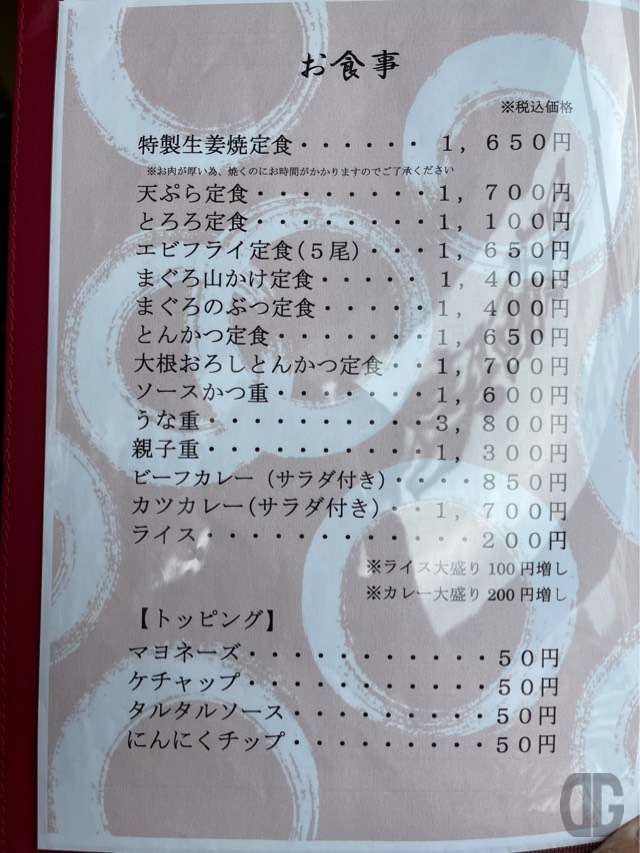 お食事
※税込価格
特製生姜焼定食・・・・・・１，６５０円
※お肉が厚い為、焼くのにお時間がかかりますのでご了承ください
天ぷら定食・・・・・・・・１，７００円
とろろ定食・・・・・・・・１，１００円
エビフライ定食(５尾)・・・１，６５０円
まぐろ山かけ定食・・・・・１，４００円
まぐろのぶつ定食・・・・・１，４００円
とんかつ定食・・・・・・・１，６５０円
大根おろしとんかつ定食・・１，７００円
ソースかつ重・・・・・・・１，６００円
うな重・・・・・・・・・・３，８００円
親子重・・・・・・・・・・１，３００円
ビーフカレー（サラダ付き）・・・・８５０円
カツカレー(サラダ付き)・・１，７００円
ライス・・・・・・・・・・・・２００円
※ライス大盛り 100 円増し
※カレー大盛り 200 円増し
【トッピング】
マヨネーズ・・・・・・・・・・・５０円
ケチャップ・・・・・・・・・・・５０円
タルタルソース・・・・・・・・・５０円
にんにくチップ・・・・・・・・・５０円
DG